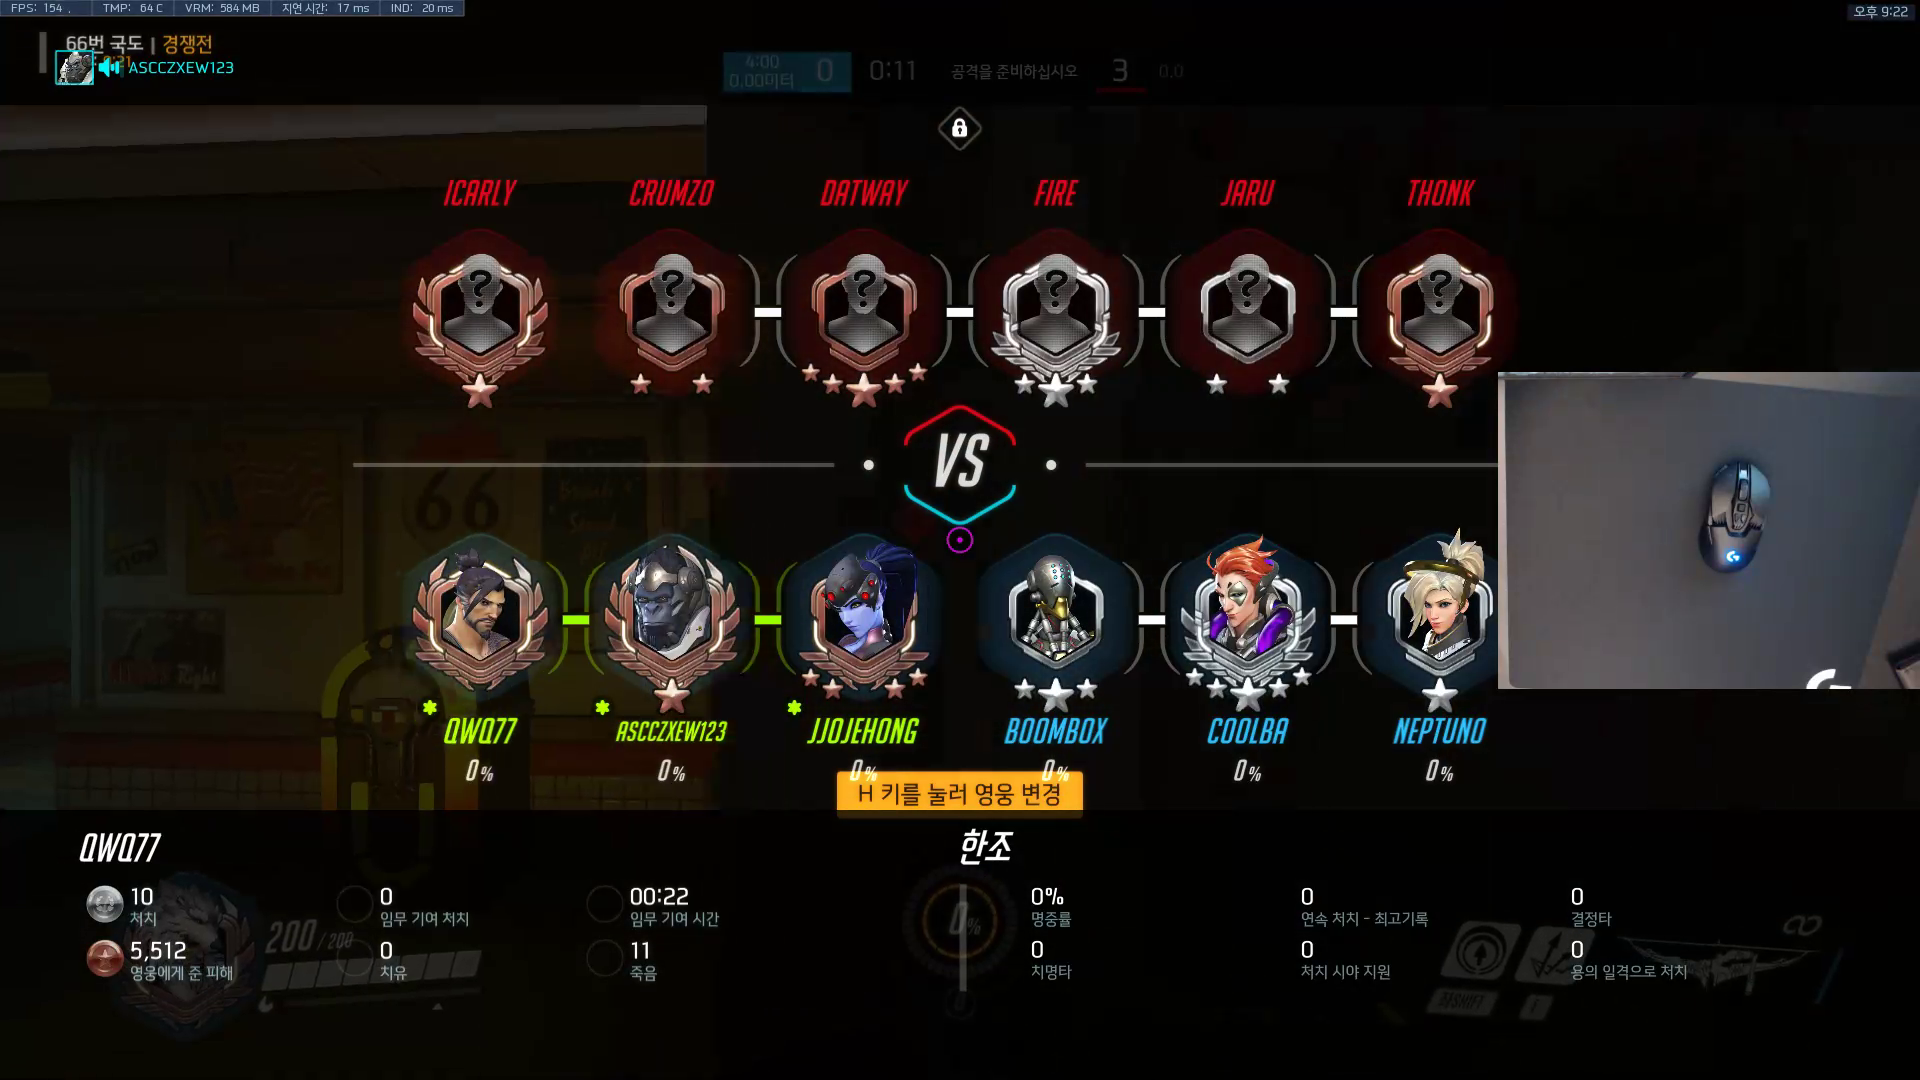 FPS: 154
TMP: 64 C
VRM: 584 MB
지연 시간: 17 ms
IND: 20 ms
오후 9:22
66번 국도 | 경쟁전
ASCCZXEW123
4:00
0.00미터
0
0:11
공격을 준비하십시오
3
0.0
ICARLY
CRUMZO
DATWAY
FIRE
JARU
THONK
VS
66
QWQ77
ASCCZXEW123
JJOJEHONG
BOOMBOX
COOLBA
NEPTUNO
0%
0%
0%
0%
0%
0%
H 키를 눌러 영웅 변경
QWQ77
한조
10
처치
0
임무 기여 처치
00:22
임무 기여 시간
0%
명중률
0
연속 처치 - 최고기록
0
결정타
5,512
영웅에게 준 피해
0
치유
11
죽음
0
치명타
0
처치 시야 지원
0
용의 일격으로 처치
200/200
0%